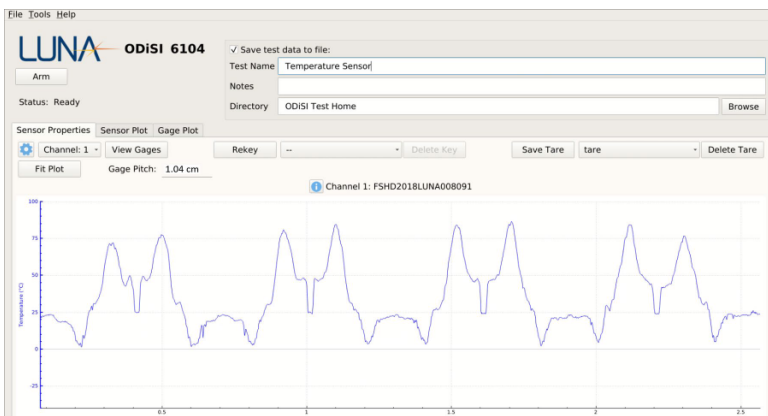 File Tools Help
LUNA ODiSI 6104
Save test data to file:
Arm
Test Name Temperature Sensor
Notes
Status: Ready
Directory ODiSI Test Home Browse
Sensor Properties Sensor Plot Gage Plot
Channel: 1 View Gages Rekey -- Delete Key Save Tare tare Delete Tare
Fit Plot Gage Pitch: 1.04 cm
Channel 1: FSHD2018LUNA008091
100
75
50
25
0
-25
Temperature (°C)
0.5 1 1.5 2 2.5